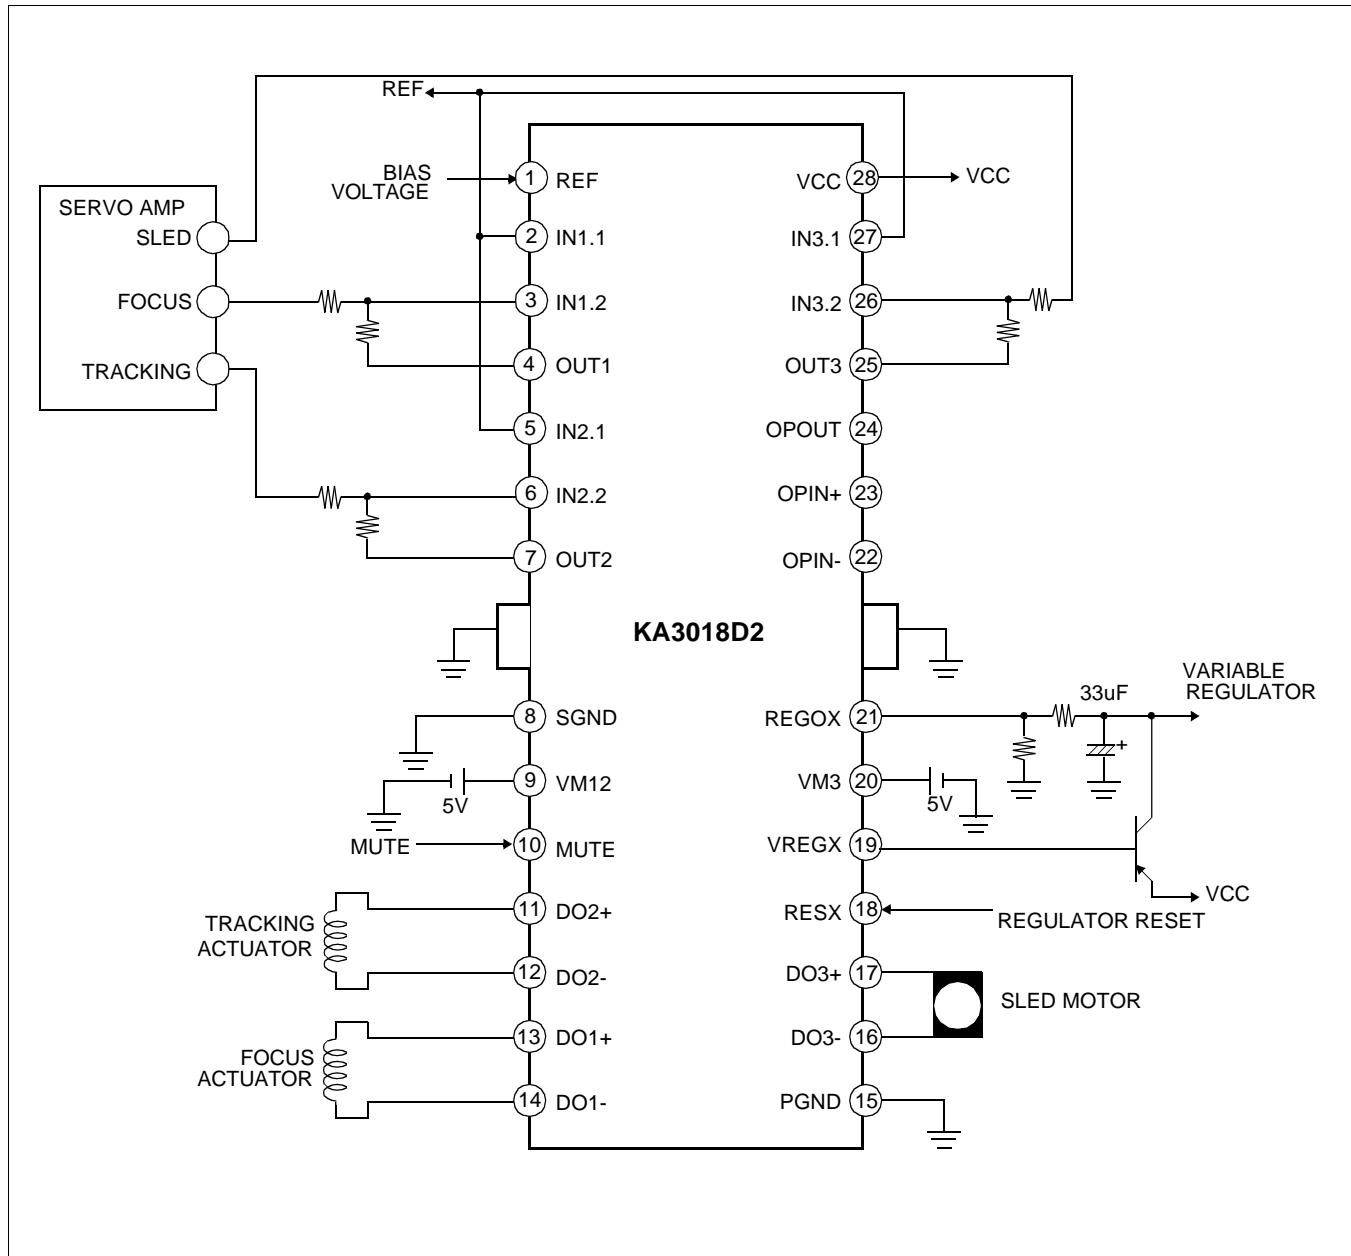 REF
BIAS
VOLTAGE
1 REF
VCC 28
VCC
SERVO AMP
SLED
2 IN1.1
IN3.1 27
FOCUS
3 IN1.2
IN3.2 26
TRACKING
4 OUT1
OUT3 25
5 IN2.1
OPOUT 24
6 IN2.2
OPIN+ 23
7 OUT2
OPIN- 22
KA3018D2
VARIABLE
REGULATOR
33uF
8 SGND
REGOX 21
+
9 VM12
5V
VM3 20
5V
MUTE
10 MUTE
VREGX 19
VCC
TRACKING
ACTUATOR
11 DO2+
RESX 18
REGULATOR RESET
12 DO2-
DO3+ 17
SLED MOTOR
FOCUS
ACTUATOR
13 DO1+
DO3- 16
14 DO1-
PGND 15